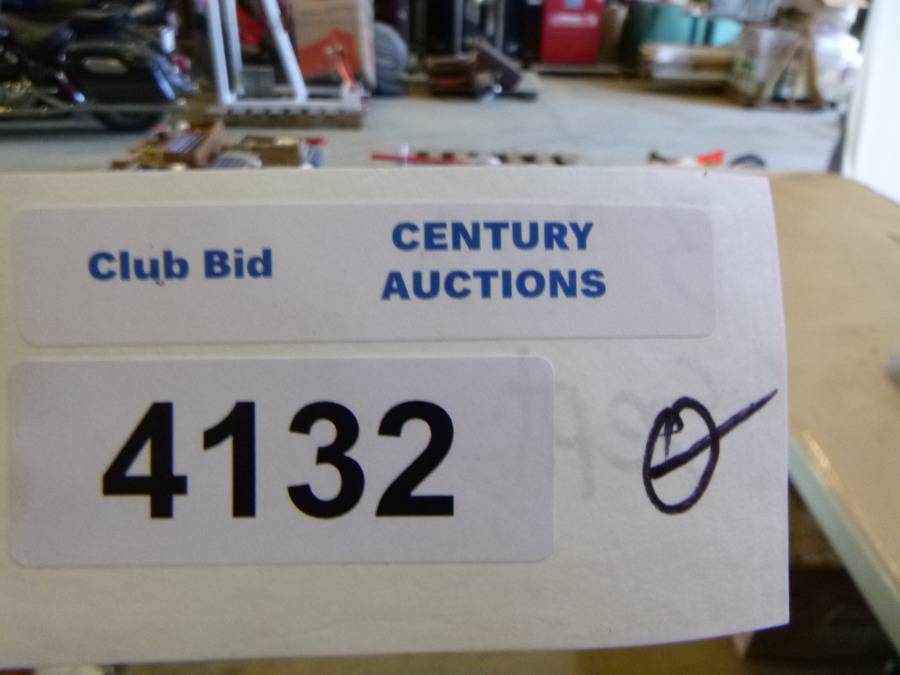 Club Bid
CENTURY
AUCTIONS
4132